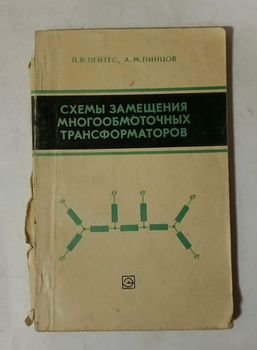 Л. В. ЛЕЙТЕС, А. М. ПИНЦОВ
СХЕМЫ ЗАМЕЩЕНИЯ
МНОГООБМОТОЧНЫХ
ТРАНСФОРМАТОРОВ